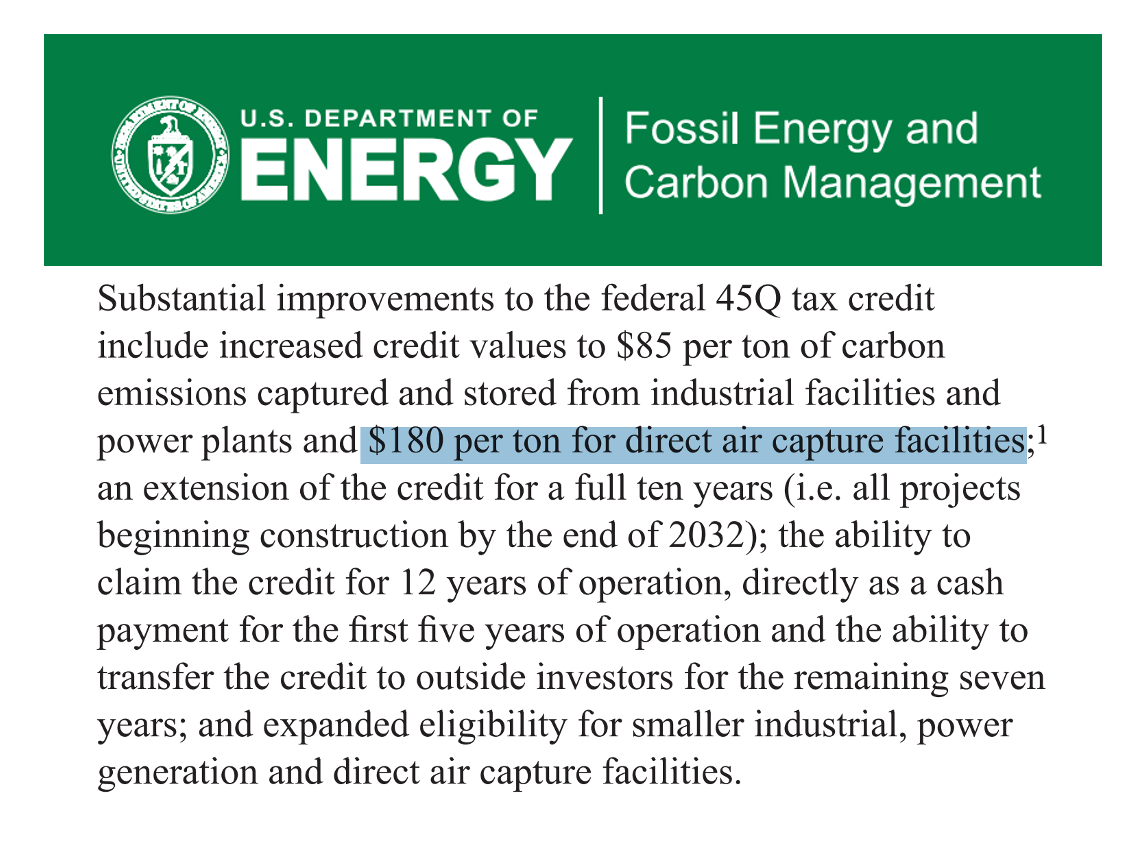 U.S. DEPARTMENT OF
ENERGY
Fossil Energy and
Carbon Management
Substantial improvements to the federal 45Q tax credit
include increased credit values to $85 per ton of carbon
emissions captured and stored from industrial facilities and
power plants and $180 per ton for direct air capture facilities;1
an extension of the credit for a full ten years (i.e. all projects
beginning construction by the end of 2032); the ability to
claim the credit for 12 years of operation, directly as a cash
payment for the first five years of operation and the ability to
transfer the credit to outside investors for the remaining seven
years; and expanded eligibility for smaller industrial, power
generation and direct air capture facilities.